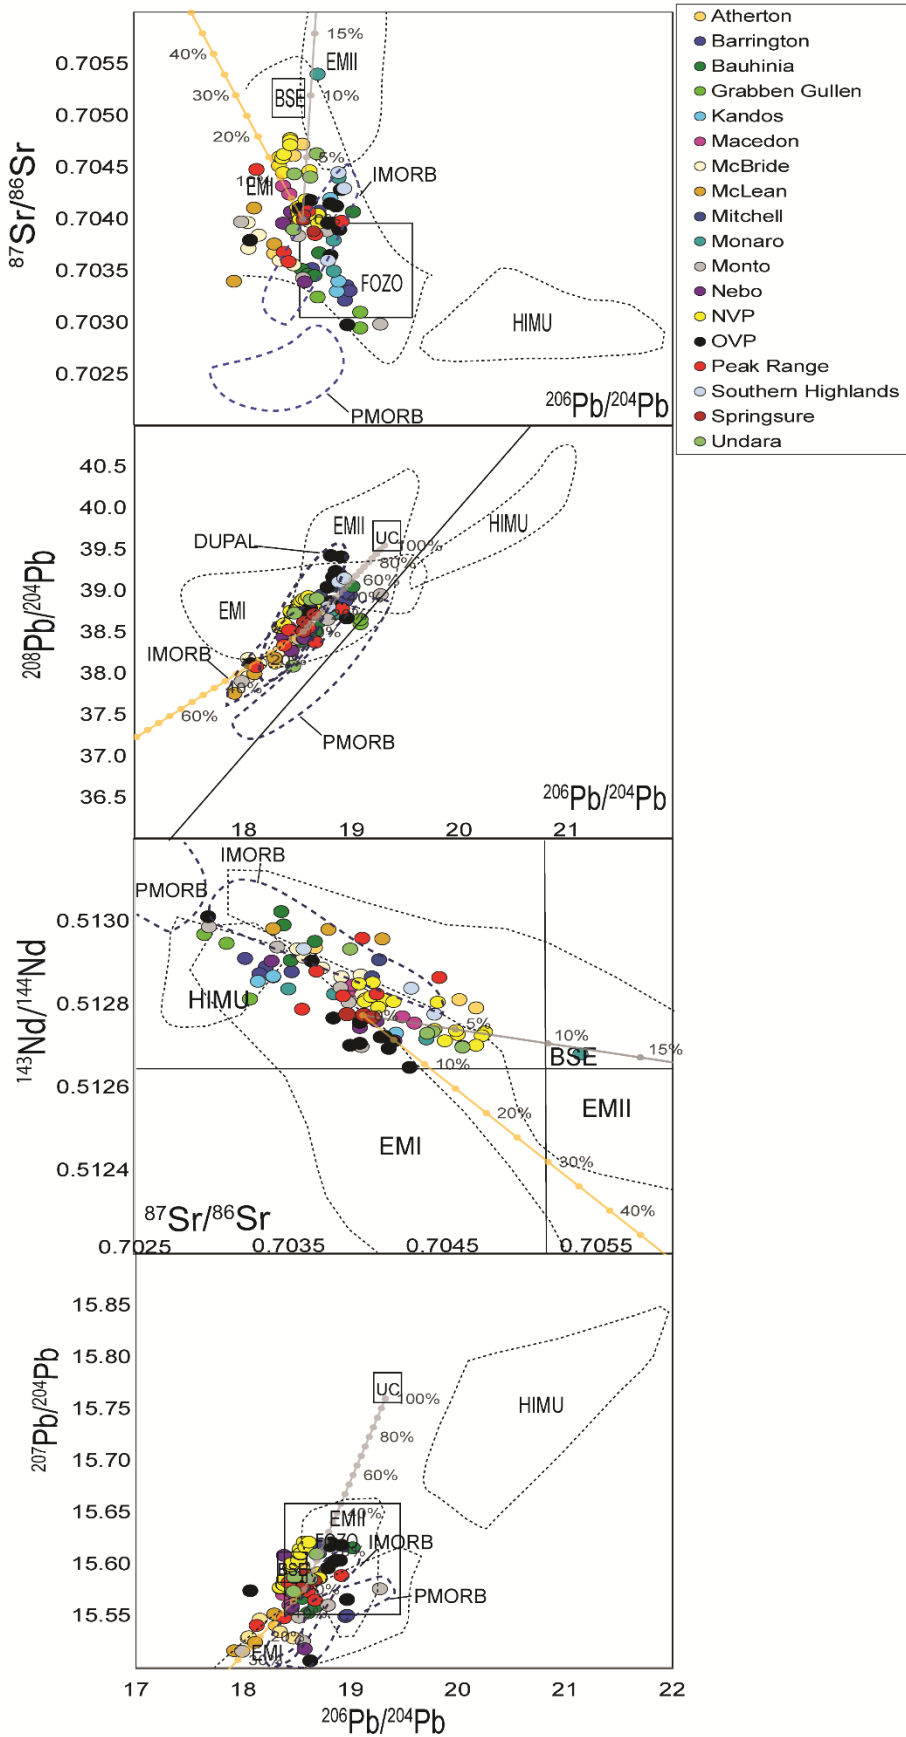 15%
0.7055
40%
EMII
BSE
30%
10%
0.7050
20%
5%
0.7045
IMORB
EMI
0.7040
0.7035
FOZO
HIMU
0.7030
0.7025
PMORB
87Sr/86Sr
206Pb/204Pb
Atherton
Barrington
Bauhinia
Grabben Gullen
Kandos
Macedon
McBride
McLean
Mitchell
Monaro
Monto
Nebo
NVP
OVP
Peak Range
Southern Highlands
Springsure
Undara
40.5
40.0
EMII
HIMU
UC
DUPAL
100%
39.5
80%
60%
39.0
EMI
38.5
IMORB
20%
38.0
40%
60%
37.5
PMORB
37.0
36.5
208Pb/204Pb
206Pb/204Pb
18 19 20 21
IMORB
PMORB
0.5130
HIMU
0.5128
5%
10%
BSE
15%
10%
0.5126
20%
EMII
EMI
30%
0.5124
40%
143Nd/144Nd
87Sr/86Sr
0.7025 0.7035 0.7045 0.7055
15.85
15.80
UC
100%
HIMU
15.75
80%
15.70
60%
15.65
40%
EMII
FOZO
IMORB
15.60
BSE
PMORB
15.55
20%
EMI
30%
207Pb/204Pb
17 18 19 20 21 22
206Pb/204Pb